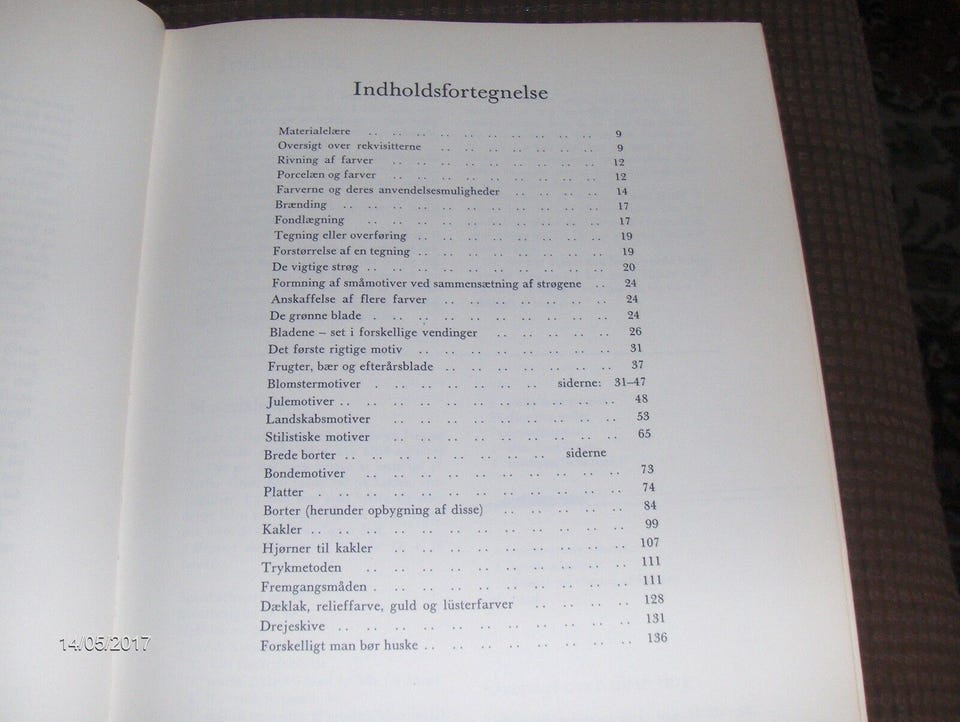 Indholdsfortegnelse
Materialelære .. .. .. .. .. .. .. .. .. .. 9
Oversigt over rekvisitterne .. .. .. .. .. .. .. 9
Rivning af farver .. .. .. .. .. .. .. .. .. 12
Porcelæn og farver .. .. .. .. .. .. .. .. .. 12
Farverne og deres anvendelsesmuligheder .. .. .. .. 14
Brænding .. .. .. .. .. .. .. .. .. .. .. 17
Fondlægning .. .. .. .. .. .. .. .. .. .. 17
Tegning eller overføring .. .. .. .. .. .. .. .. 19
Forstørrelse af en tegning .. .. .. .. .. .. .. .. 19
De vigtige strøg .. .. .. .. .. .. .. .. .. .. 20
Formning af småmotiver ved sammensætning af strøgene .. 24
Anskaffelse af flere farver .. .. .. .. .. .. .. 24
De grønne blade . .. .. .. .. .. .. .. .. .. 24
Bladene – set i forskellige vendinger .. .. .. .. .. 26
Det første rigtige motiv .. .. .. .. .. .. .. .. .. 31
Frugter, bær og efterårsblade .. .. .. .. .. .. .. 37
Blomstermotiver . .. .. .. .. .. .. .. siderne: 31–47
Julemotiver .. .. .. .. .. .. .. .. .. .. .. .. 48
Landskabsmotiver .. .. .. .. .. .. .. .. .. .. 53
Stilistiske motiver .. .. .. .. .. .. .. .. .. .. 65
Brede borter .. .. .. .. .. .. .. .. .. siderne
Bondemotiver .. .. .. .. .. .. .. .. .. .. .. 73
Platter . .. .. .. .. .. .. .. .. .. .. .. .. 74
Borter (herunder opbygning af disse) .. .. .. .. .. 84
Kakler .. .. .. .. .. .. .. .. .. .. .. .. .. 99
Hjørner til kakler .. .. .. .. .. .. .. .. .. 107
Trykmetoden .. .. .. .. .. .. .. .. .. .. 111
Fremgangsmåden . .. .. .. .. .. .. .. .. .. 111
Dæklak, relieffarve, guld og lüsterfarver .. .. .. .. 128
Drejeskive .. .. .. .. .. .. .. .. .. .. .. .. 131
Forskelligt man bør huske .. .. .. .. .. .. .. .. 136
14/05/2017